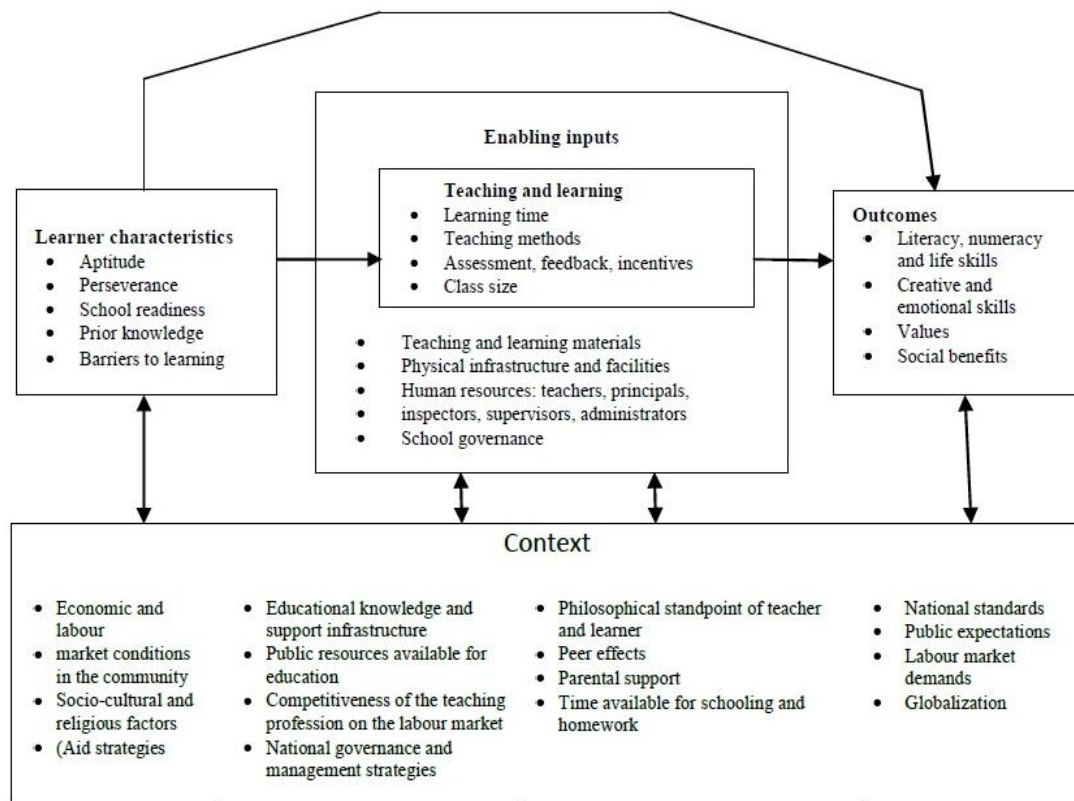 Enabling inputs
Learner characteristics
• Aptitude
• Perseverance
• School readiness
• Prior knowledge
• Barriers to learning
Teaching and learning
• Learning time
• Teaching methods
• Assessment, feedback, incentives
• Class size
• Teaching and learning materials
• Physical infrastructure and facilities
• Human resources: teachers, principals,
• inspectors, supervisors, administrators
• School governance
Outcomes
• Literacy, numeracy
and life skills
• Creative and
emotional skills
• Values
• Social benefits
Context
• Economic and
labour
• market conditions
in the community
• Socio-cultural and
religious factors
• (Aid strategies
• Educational knowledge and
support infrastructure
• Public resources available for
education
• Competitiveness of the teaching
profession on the labour market
• National governance and
management strategies
• Philosophical standpoint of teacher
and learner
• Peer effects
• Parental support
• Time available for schooling and
homework
• National standards
• Public expectations
• Labour market
demands
• Globalization